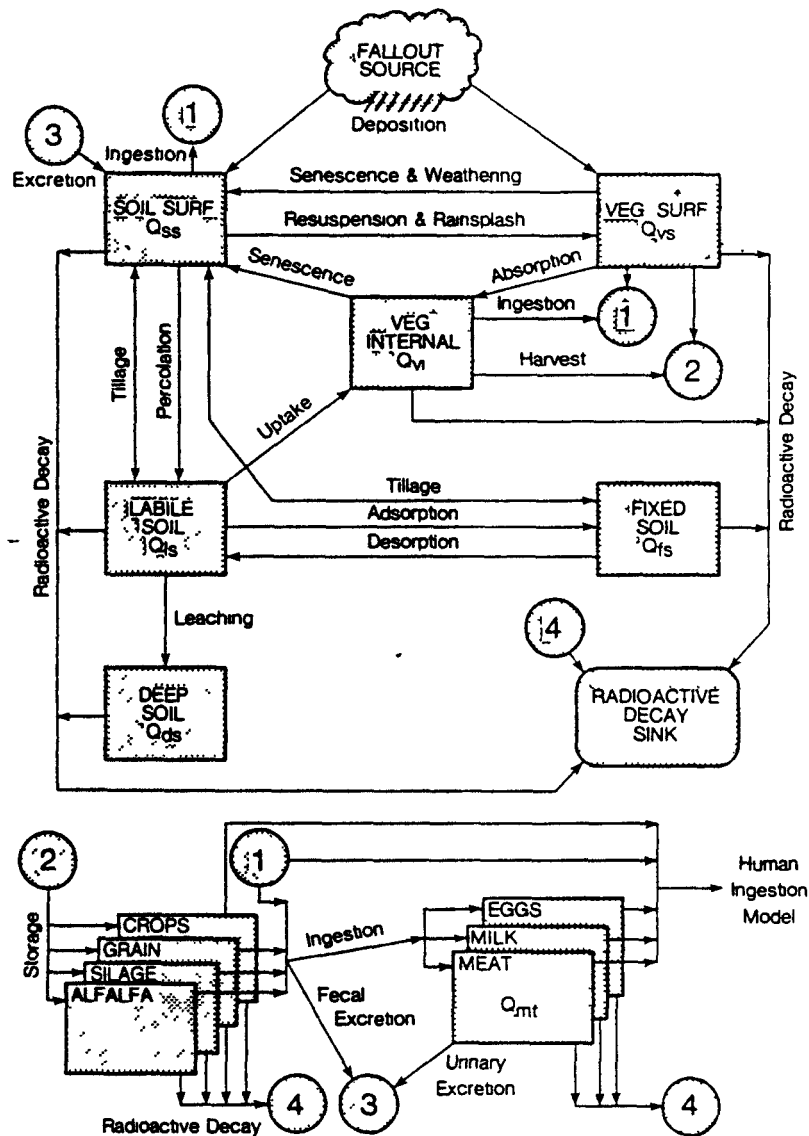 FALLOUT
SOURCE
Deposition
1
3
Ingestion
Excretion
Senescence & Weathering
SOIL SURF
Qss
VEG SURF
Qvs
Resuspension & Rainsplash
Senescence
Absorption
VEG
INTERNAL
Qvi
Ingestion
1
Harvest
2
Tillage
Percolation
Uptake
Radioactive Decay
Radioactive Decay
Tillage
LABILE
SOIL
Qls
Adsorption
Desorption
FIXED
SOIL
Qfs
Leaching
4
DEEP
SOIL
Qds
RADIOACTIVE
DECAY
SINK
2
1
Storage
CROPS
GRAIN
SILAGE
ALFALFA
Ingestion
EGGS
MILK
MEAT
Qmt
Human
Ingestion
Model
Fecal
Excretion
Urinary
Excretion
4
3
4
Radioactive Decay